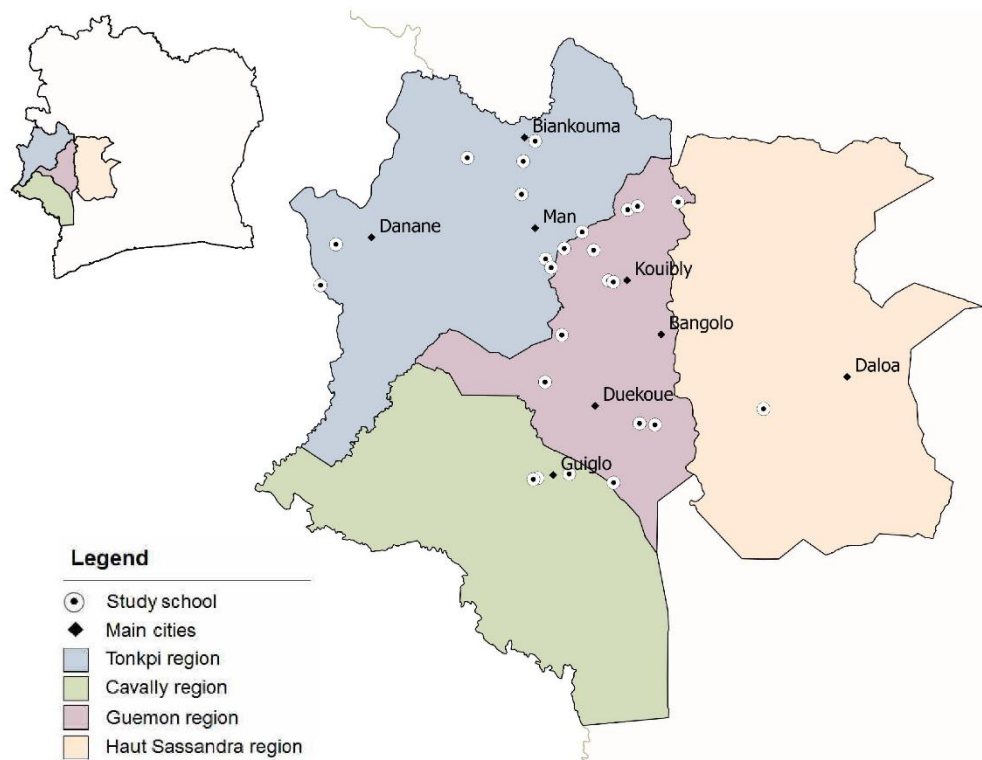 Biankouma
Danane
Man
Kouibly
Bangolo
Daloa
Duekoue
Guiglo
Legend
Study school
Main cities
Tonkpi region
Cavally region
Guemon region
Haut Sassandra region